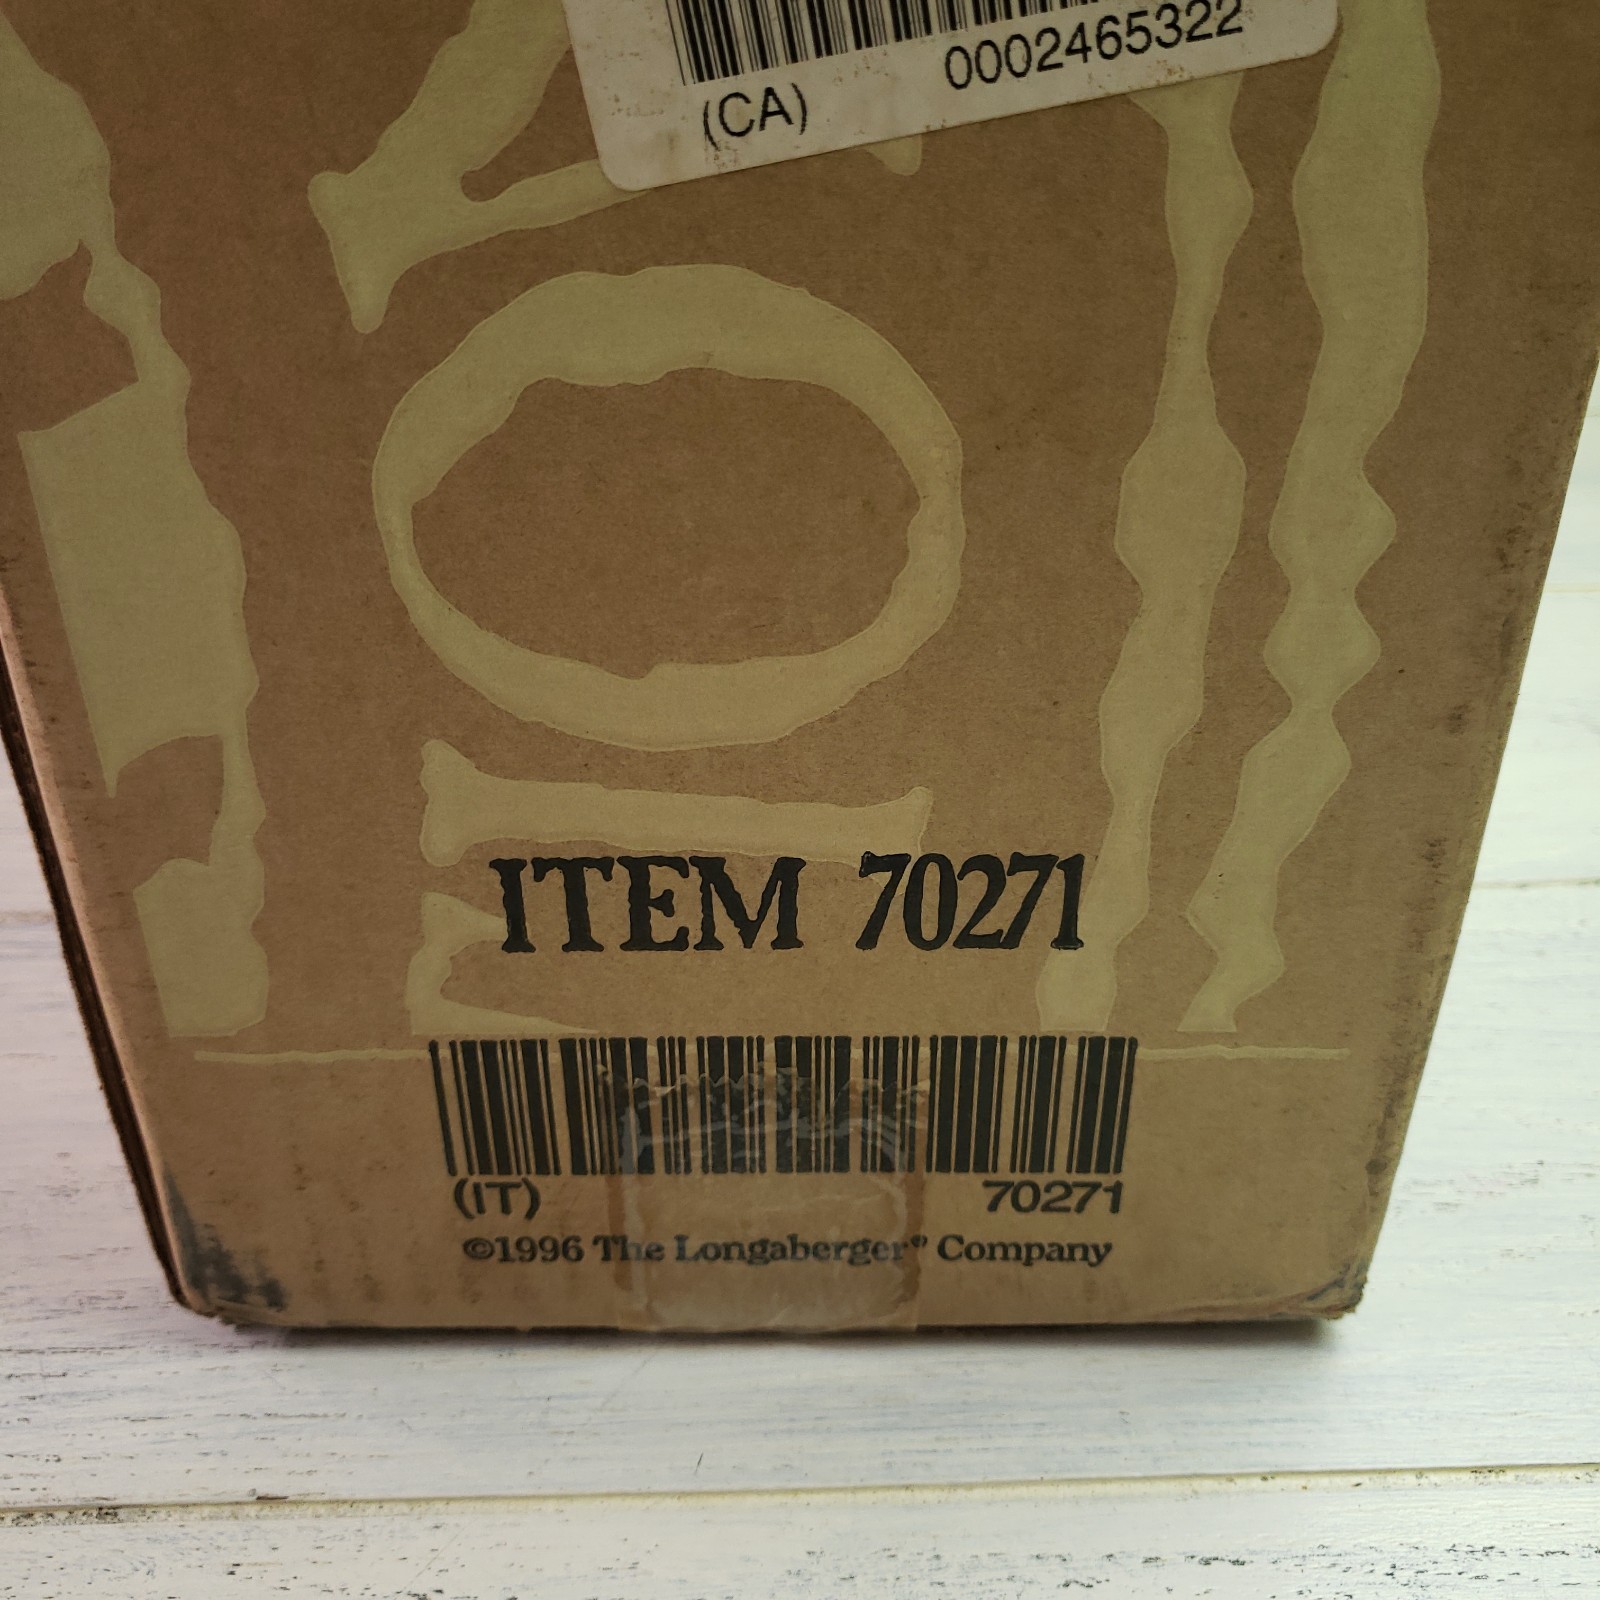 (CA) 0002465322
ITEM 70271
(IT) 70271
©1996 The Longaberger® Company